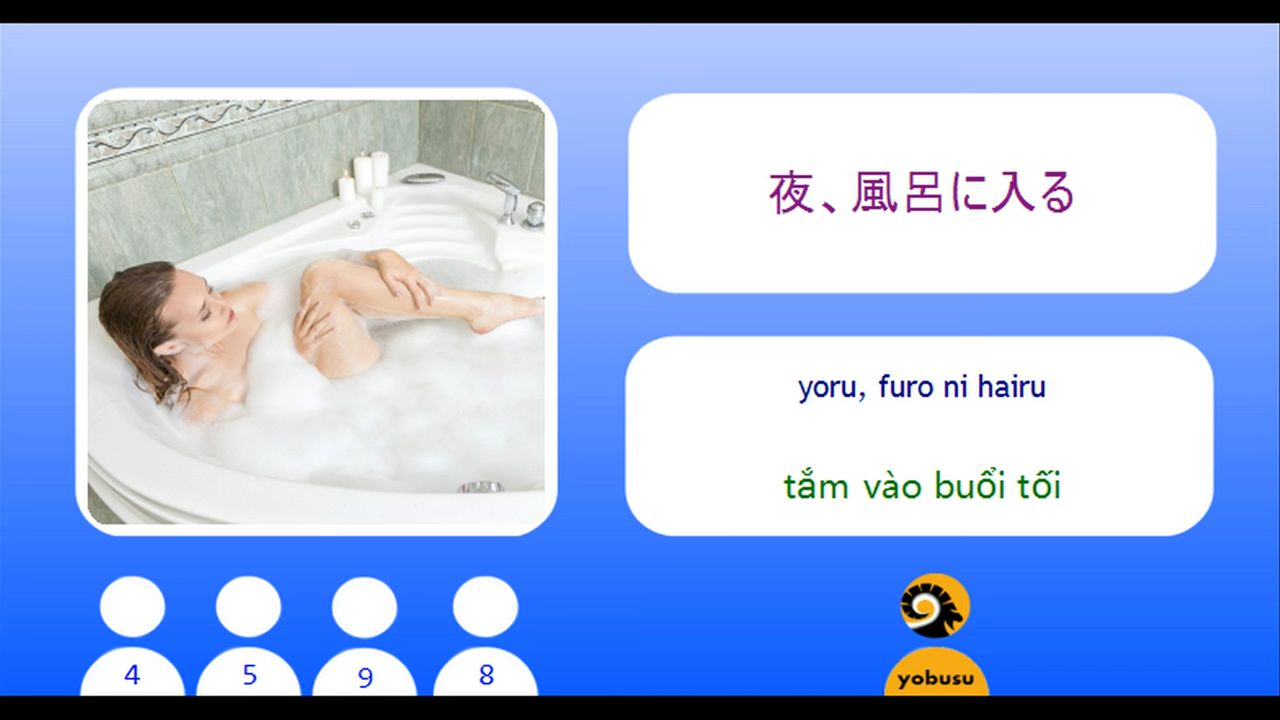 夜、風呂に入る
yoru, furo ni hairu
tắm vào buổi tối
4 5 9 8
yobusu